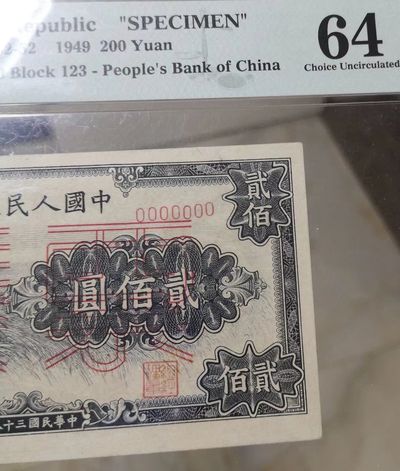 Republic "SPECIMEN"
1949 200 Yuan
Block 123 - People's Bank of China
64
Choice Uncirculated
中國人民
0000000
貳佰
貳佰圓
貳佰
中華民國三十